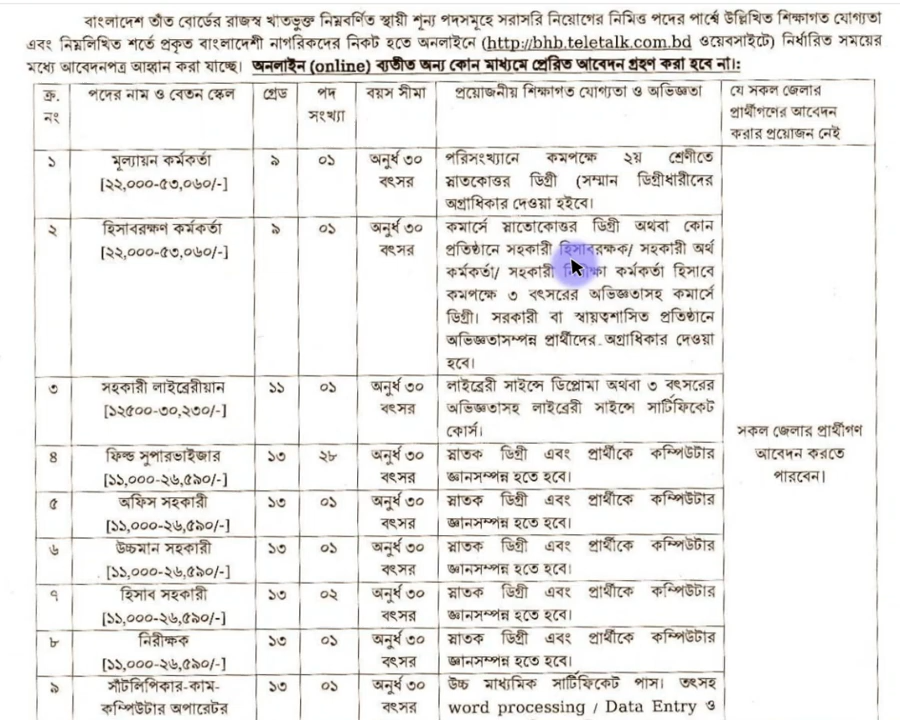 বাংলাদেশ তাঁত বোর্ডের রাজস্ব খাতভুক্ত নিম্নবর্ণিত স্থায়ী শূন্য পদসমূহে সরাসরি নিয়োগের নিমিত্ত পদের পার্শ্বে উল্লিখিত শিক্ষাগত যোগ্যতা
এবং নিম্নলিখিত শর্তে প্রকৃত বাংলাদেশী নাগরিকদের নিকট হতে অনলাইনে (http://bhb.teletalk.com.bd ওয়েবসাইটে) নির্ধারিত সময়ের
মধ্যে আবেদনপত্র আহ্বান করা যাচ্ছে। অনলাইন (online) ব্যতীত অন্য কোন মাধ্যমে প্রেরিত আবেদন গ্রহণ করা হবে না।:
ক্র. নং পদের নাম ও বেতন স্কেল গ্রেড পদ সংখ্যা বয়স সীমা প্রয়োজনীয় শিক্ষাগত যোগ্যতা ও অভিজ্ঞতা যে সকল জেলার
প্রার্থীগণের আবেদন
করার প্রয়োজন নেই
১ মূল্যায়ন কর্মকর্তা ৯ ০১ অনুর্ধ ৩০ পরিসংখ্যানে কমপক্ষে ২য় শ্রেণীতে
[২২,০০০-৫৩,০৬০/-] বৎসর স্নাতকোত্তর ডিগ্রী (সম্মান ডিগ্রীধারীদের
অগ্রাধিকার দেওয়া হইবে।
২ হিসাবরক্ষণ কর্মকর্তা ৯ ০১ অনুর্ধ ৩০ কমার্সে স্নাতোকোত্তর ডিগ্রী অথবা কোন
[২২,০০০-৫৩,০৬০/-] বৎসর প্রতিষ্ঠানে সহকারী হিসাবরক্ষক/ সহকারী অর্থ
কর্মকর্তা/ সহকারী কর্মকর্তা হিসাবে
কমপক্ষে ৩ বৎসরের অভিজ্ঞতাসহ কমার্সে
ডিগ্রী। সরকারী বা স্বায়ত্বশাসিত প্রতিষ্ঠানে
অভিজ্ঞতাসম্পন্ন প্রার্থীদের অগ্রাধিকার দেওয়া
হবে।
৩ সহকারী লাইব্রেরীয়ান ১১ ০১ অনুর্ধ ৩০ লাইব্রেরী সাইন্সে ডিপ্লোমা অথবা ৩ বৎসরের
[১২৫০০-৩০,২৩০/-] বৎসর অভিজ্ঞতাসহ লাইব্রেরী সাইন্সে সার্টিফিকেট
কোর্স।
সকল জেলার প্রার্থীগণ
আবেদন করতে
পারবেন।
৪ ফিল্ড সুপারভাইজার ১৩ ২৮ অনুর্ধ ৩০ স্নাতক ডিগ্রী এবং প্রার্থীকে কম্পিউটার
[১১,০০০-২৬,৫৯০/-] বৎসর জ্ঞানসম্পন্ন হতে হবে।
৫ অফিস সহকারী ১৩ ০১ অনুর্ধ ৩০ স্নাতক ডিগ্রী এবং প্রার্থীকে কম্পিউটার
[১১,০০০-২৬,৫৯০/-] বৎসর জ্ঞানসম্পন্ন হতে হবে।
৬ উচ্চমান সহকারী ১৩ ০১ অনুর্ধ ৩০ স্নাতক ডিগ্রী এবং প্রার্থীকে কম্পিউটার
[১১,০০০-২৬,৫৯০/-] বৎসর জ্ঞানসম্পন্ন হতে হবে।
৭ হিসাব সহকারী ১৩ ০২ অনুর্ধ ৩০ স্নাতক ডিগ্রী এবং প্রার্থীকে কম্পিউটার
[১১,০০০-২৬,৫৯০/-] বৎসর জ্ঞানসম্পন্ন হতে হবে।
৮ নিরীক্ষক ১৩ ০১ অনুর্ধ ৩০ স্নাতক ডিগ্রী এবং প্রার্থীকে কম্পিউটার
[১১,০০০-২৬,৫৯০/-] বৎসর জ্ঞানসম্পন্ন হতে হবে।
৯ সাঁটলিপিকার-কাম- ১৩ ০১ অনুর্ধ ৩০ উচ্চ মাধ্যমিক সার্টিফিকেট পাস। তৎসহ
কম্পিউটার অপারেটর বৎসর word processing / Data Entry ও